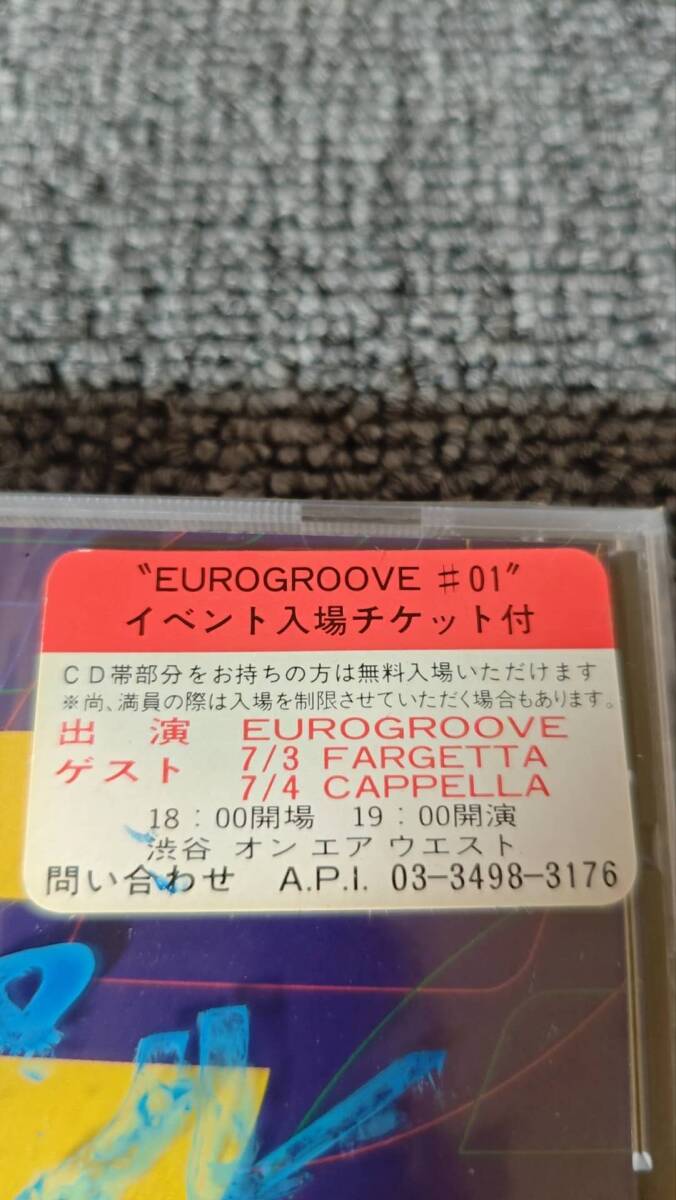 "EUROGROOVE ♯01"
イベント入場チケット付
CD帯部分をお持ちの方は無料入場いただけます
※尚、満員の際は入場を制限させていただく場合もあります。
出 演 EUROGROOVE
ゲスト 7/3 FARGETTA
7/4 CAPPELLA
18：00開場 19：00開演
渋谷 オン エア ウエスト
問い合わせ A.P.I. 03-3498-3176